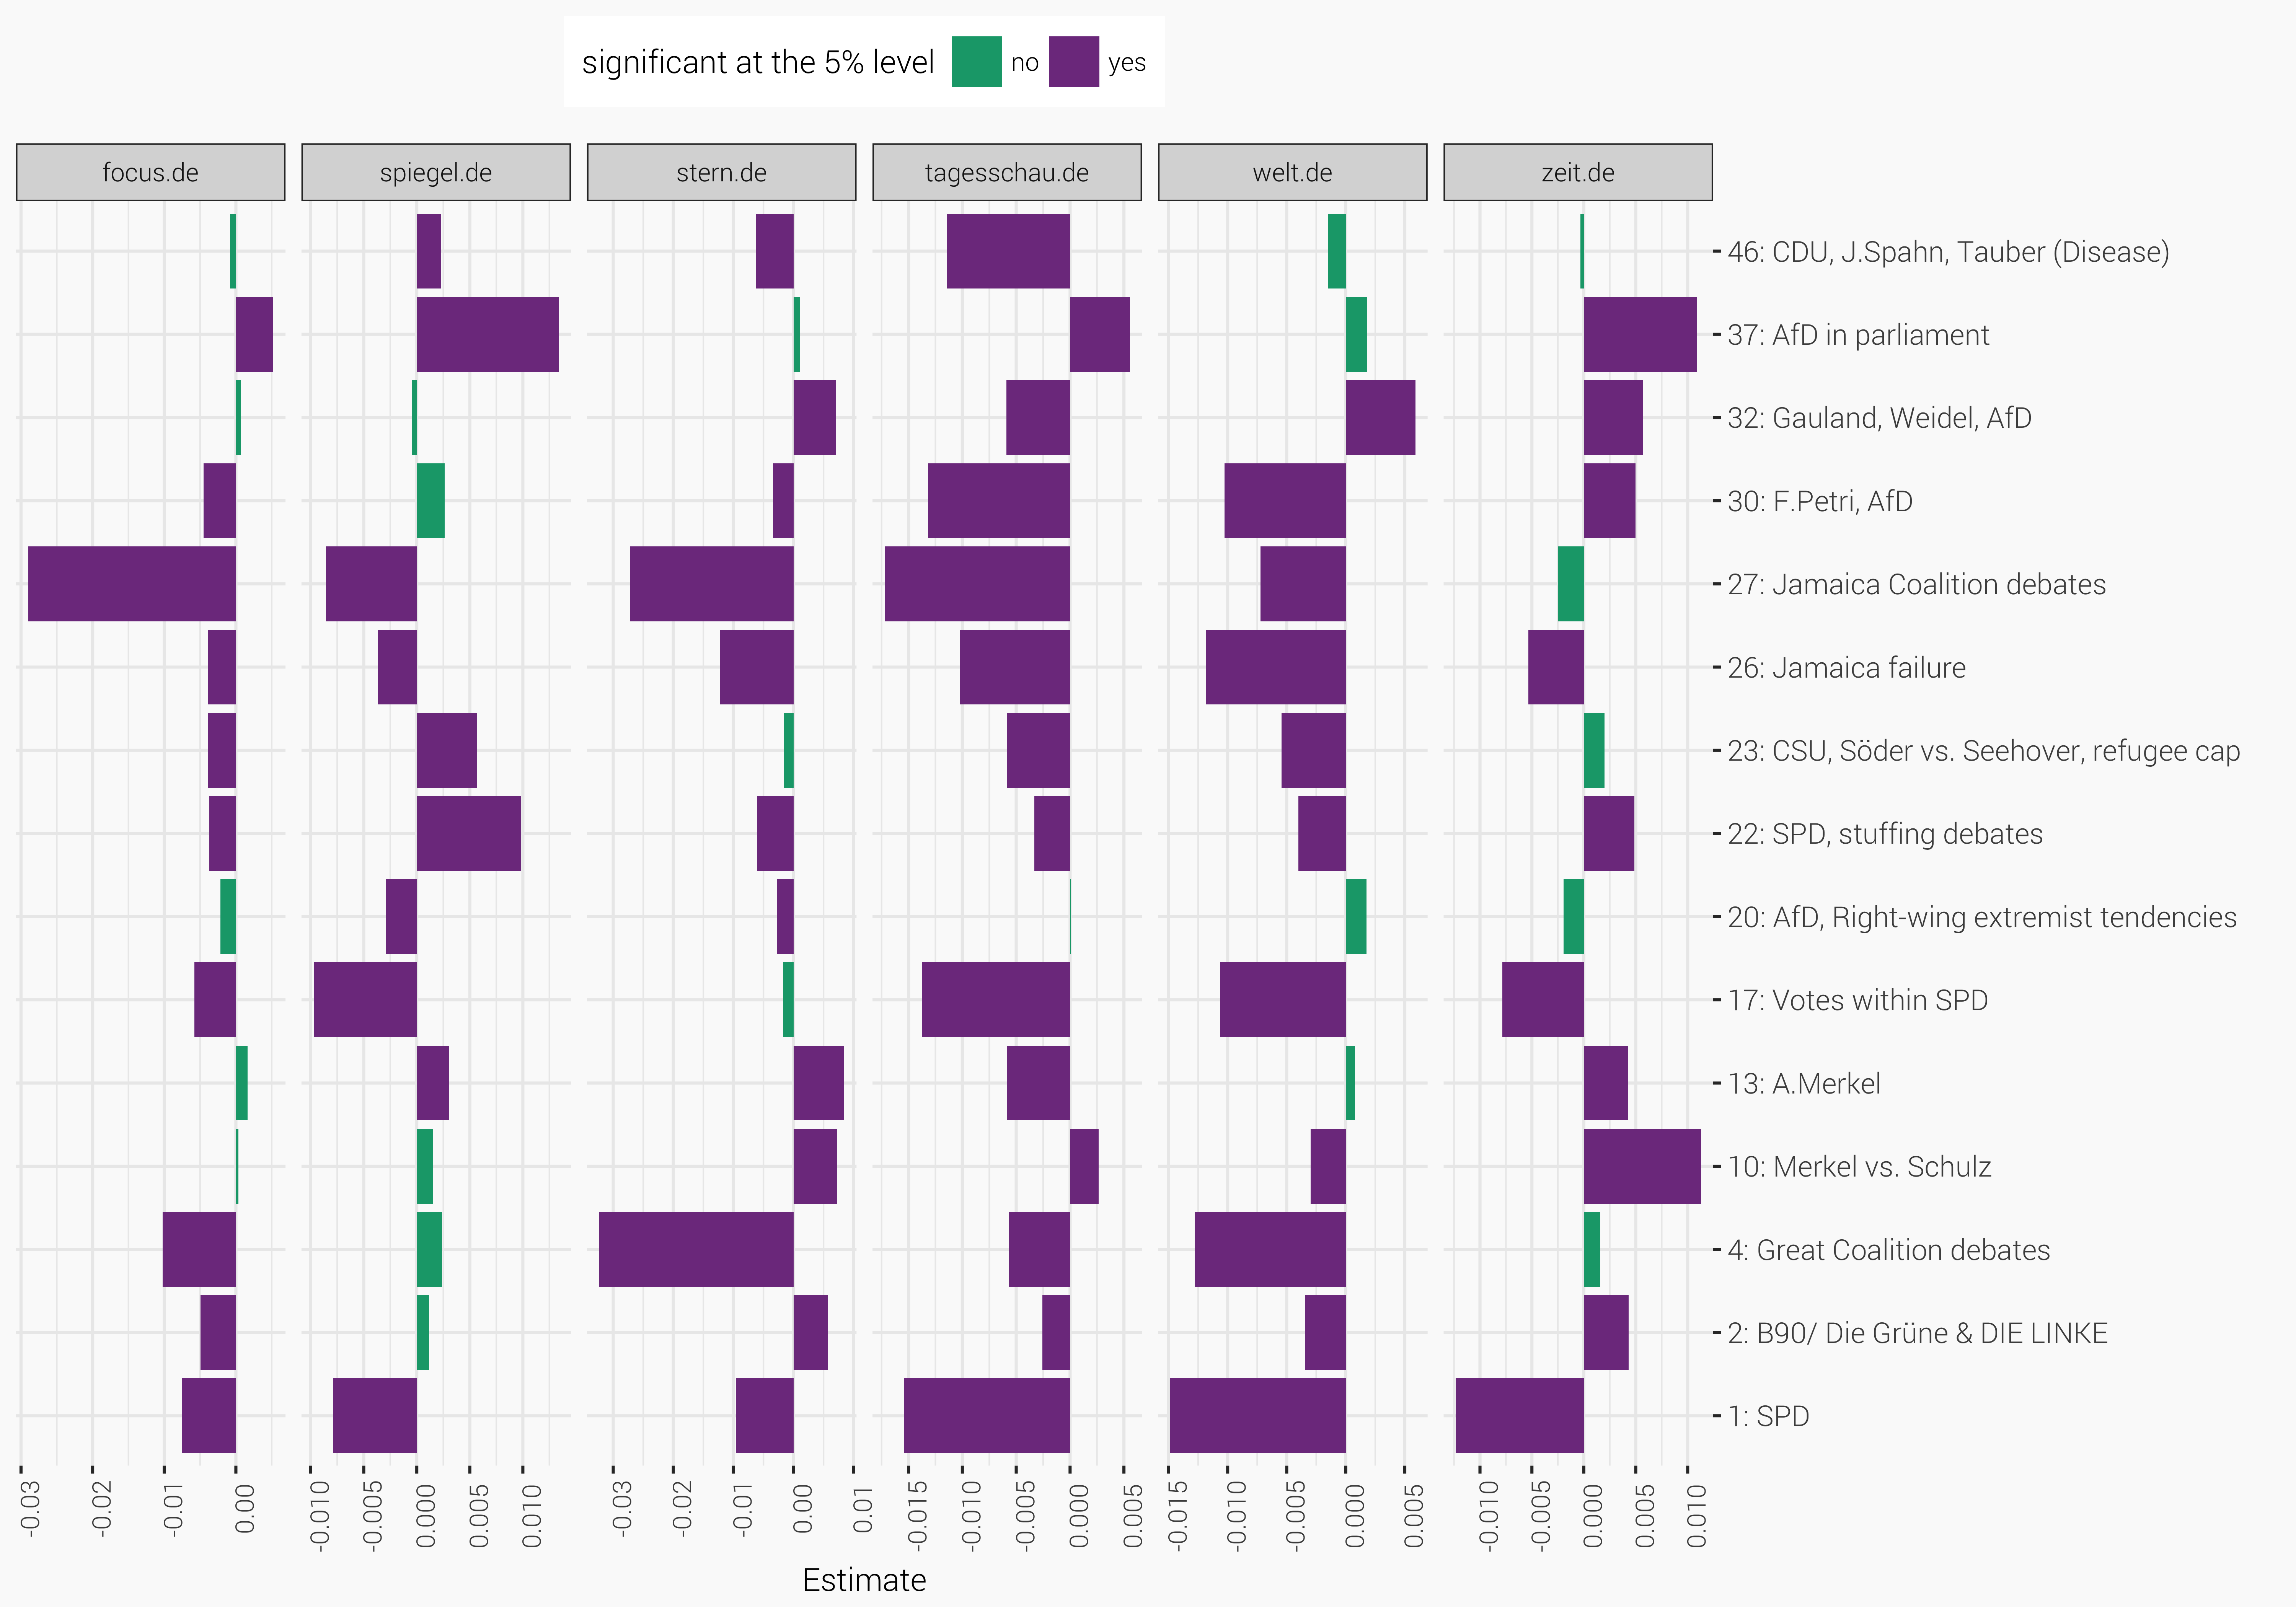 significant at the 5% level no yes
focus.de spiegel.de stern.de tagesschau.de welt.de zeit.de
46: CDU, J.Spahn, Tauber (Disease)
37: AfD in parliament
32: Gauland, Weidel, AfD
30: F.Petri, AfD
27: Jamaica Coalition debates
26: Jamaica failure
23: CSU, Söder vs. Seehover, refugee cap
22: SPD, stuffing debates
20: AfD, Right-wing extremist tendencies
17: Votes within SPD
13: A.Merkel
10: Merkel vs. Schulz
4: Great Coalition debates
2: B90/ Die Grüne & DIE LINKE
1: SPD
-0.03 -0.02 -0.01 0.00 -0.010 -0.005 0.000 0.005 0.010 -0.03 -0.02 -0.01 0.00 0.01 -0.015 -0.010 -0.005 0.000 0.005 -0.015 -0.010 -0.005 0.000 0.005 -0.010 -0.005 0.000 0.005 0.010
Estimate